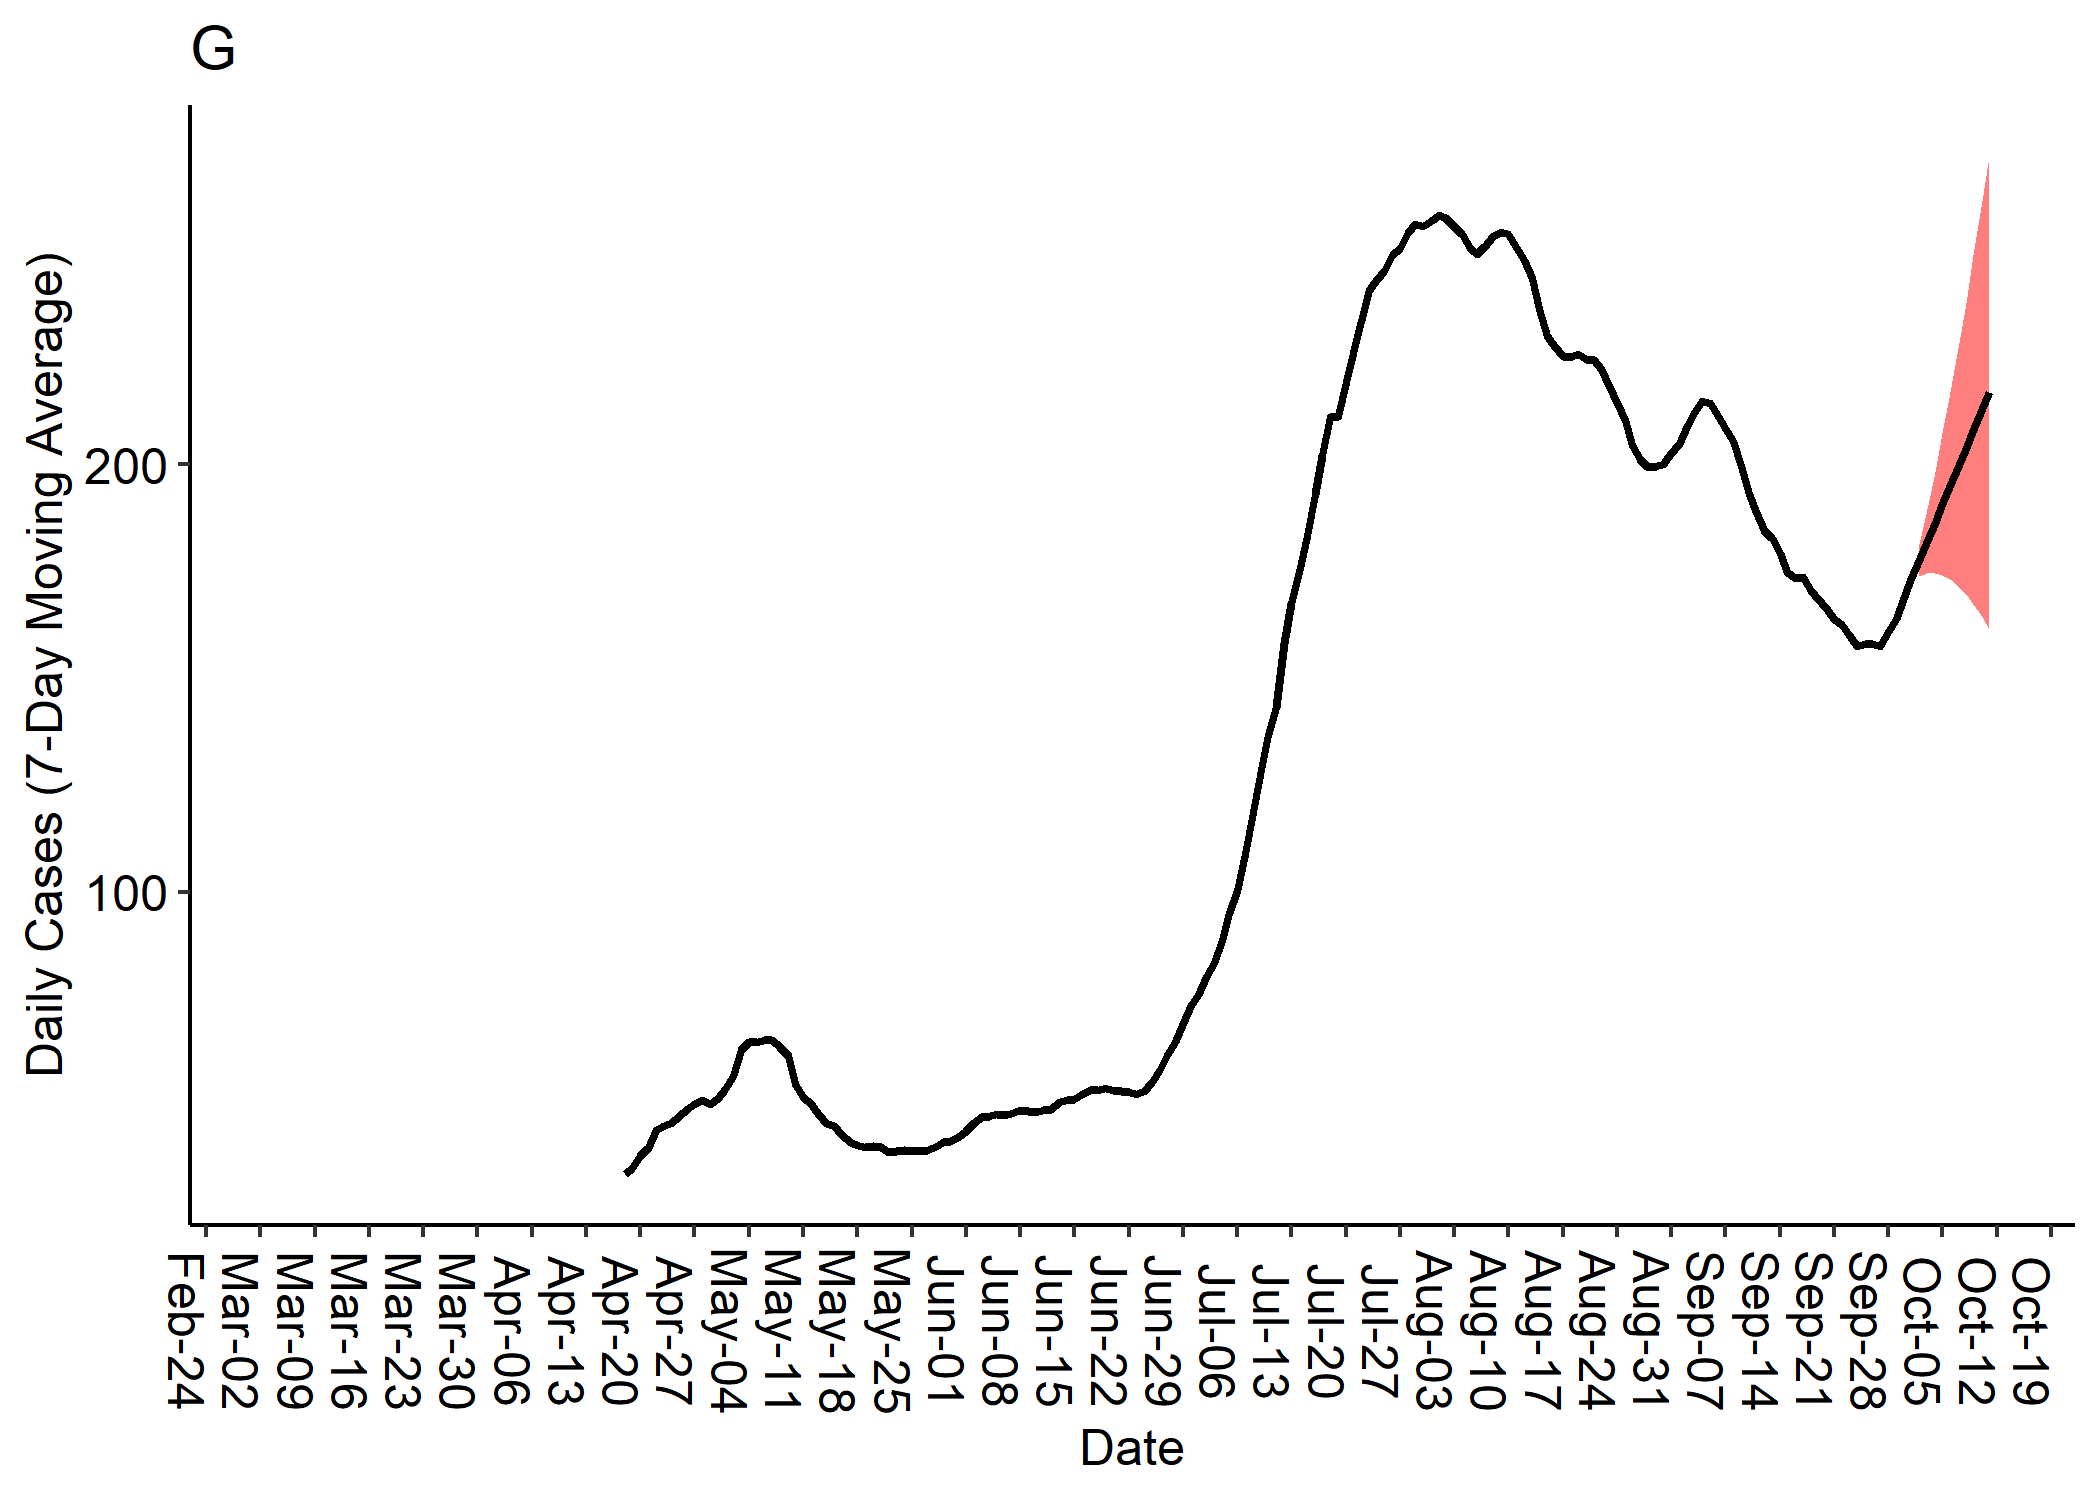 G
Daily Cases (7-Day Moving Average)
200
100
Feb-24
Mar-02
Mar-09
Mar-16
Mar-23
Mar-30
Apr-06
Apr-13
Apr-20
Apr-27
May-04
May-11
May-18
May-25
Jun-01
Jun-08
Jun-15
Jun-22
Jun-29
Jul-06
Jul-13
Jul-20
Jul-27
Aug-03
Aug-10
Aug-17
Aug-24
Aug-31
Sep-07
Sep-14
Sep-21
Sep-28
Oct-05
Oct-12
Oct-19
Date